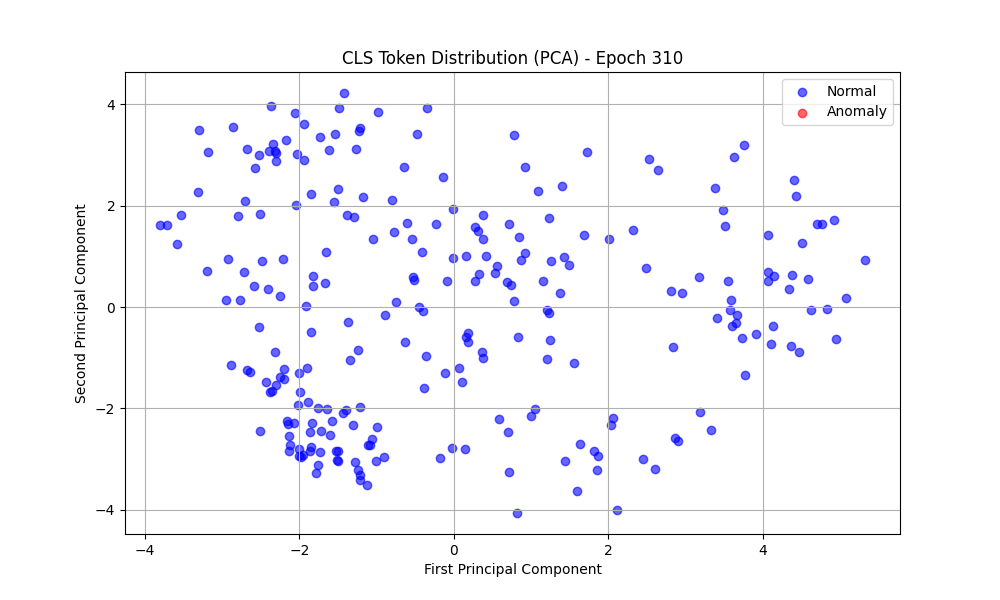 CLS Token Distribution (PCA) - Epoch 310
Normal
Anomaly
Second Principal Component
4
2
0
−2
−4
−4
−2
0
2
4
First Principal Component